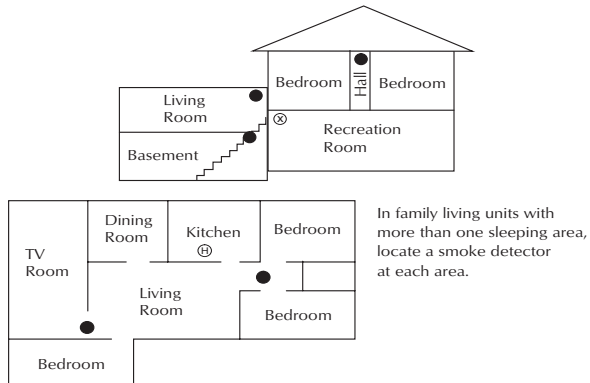 Bedroom
Hall
Bedroom
Living
Room
X
Recreation
Room
Basement
Dining
Room
Kitchen
H
Bedroom
TV
Room
Living
Room
Bedroom
Bedroom
In family living units with
more than one sleeping area,
locate a smoke detector
at each area.